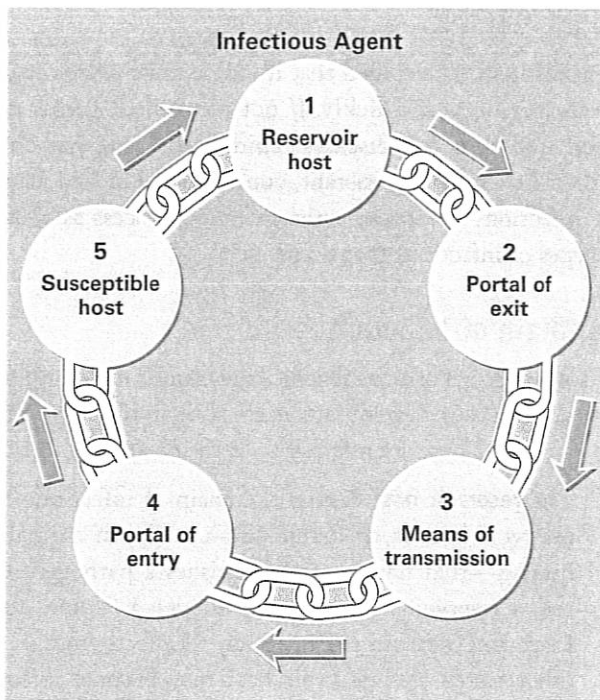 Infectious Agent
1
Reservoir
host
2
Portal of
exit
3
Means of
transmission
4
Portal of
entry
5
Susceptible
host